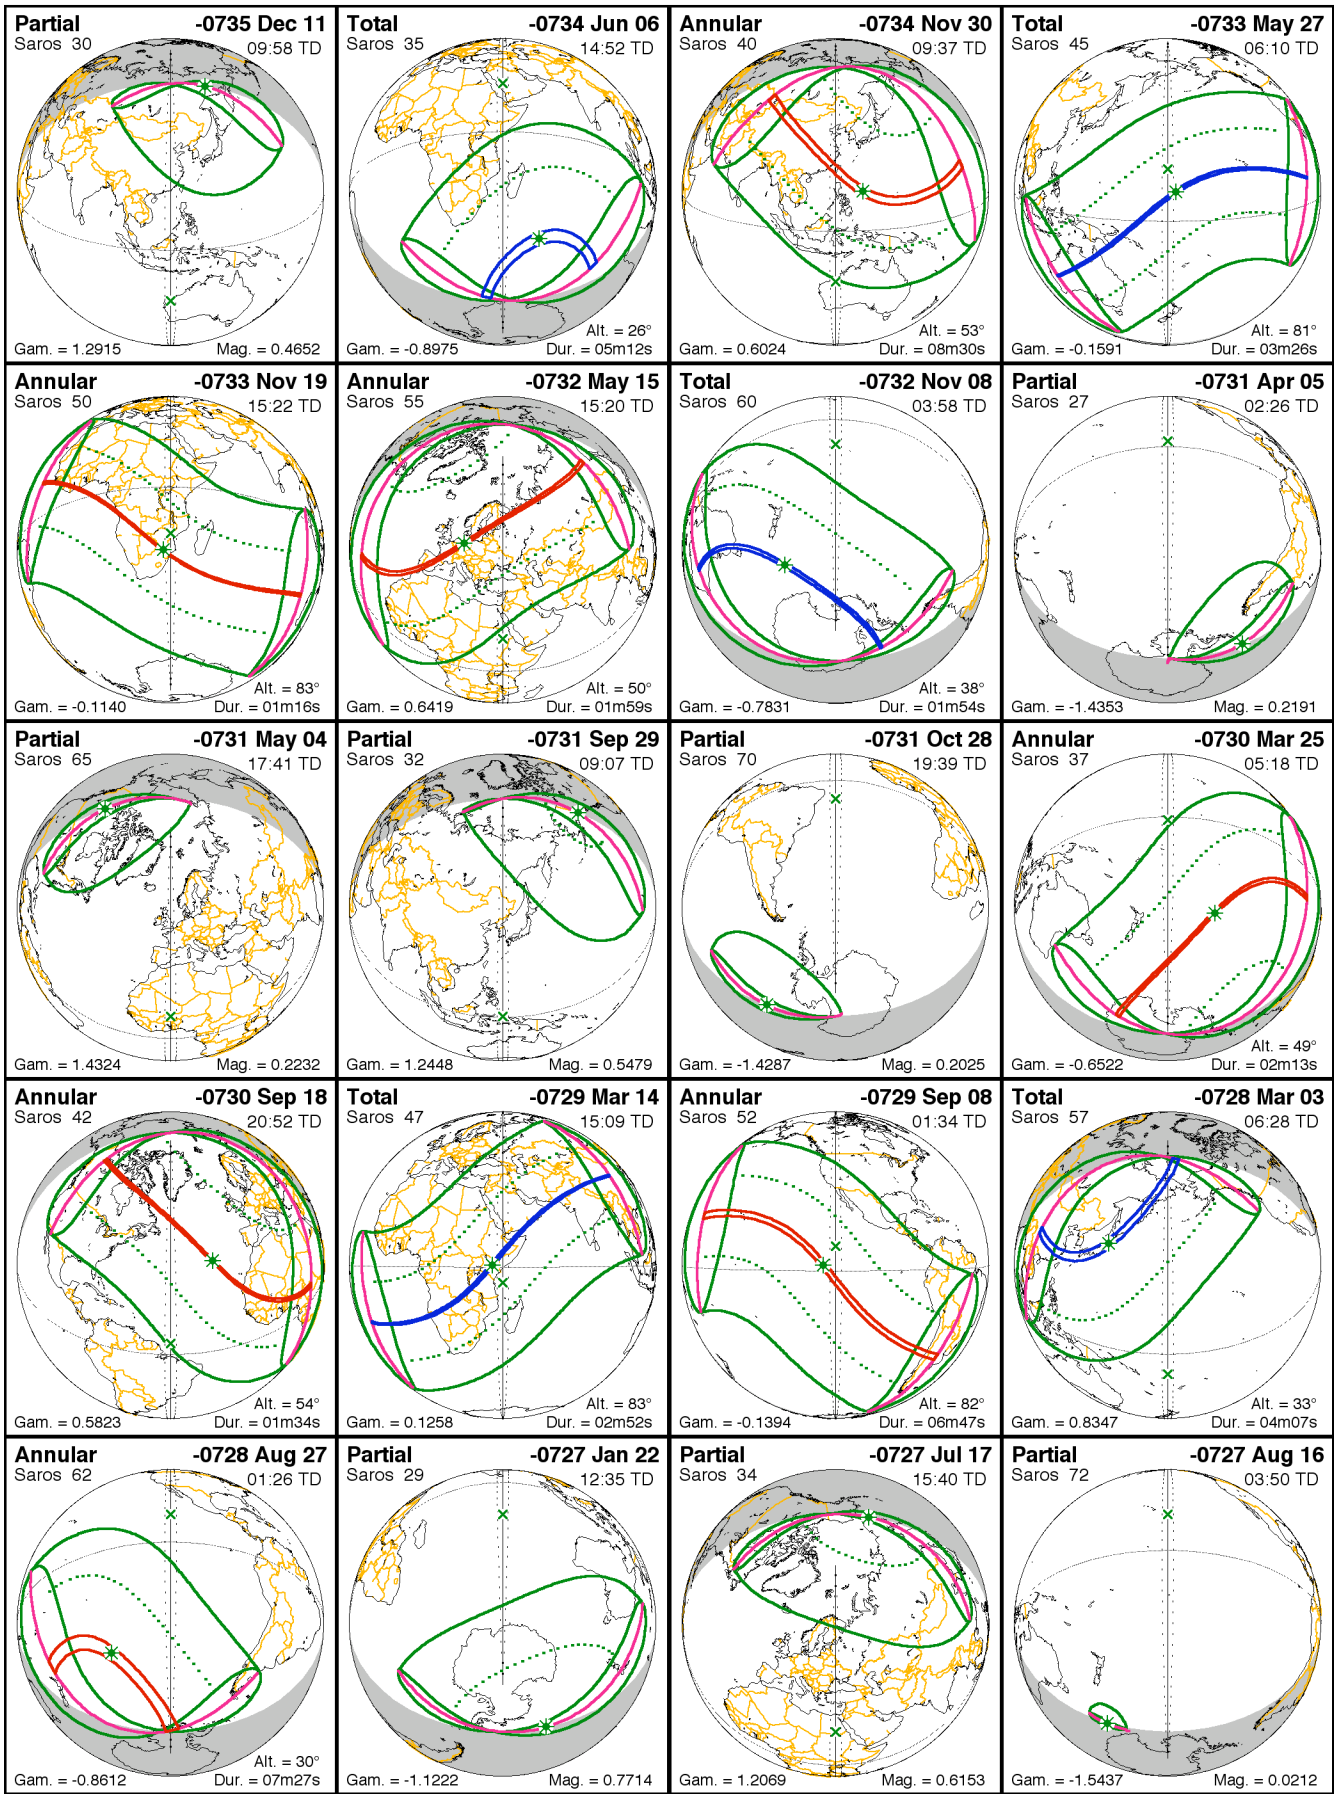 Partial -0735 Dec 11
Saros 30 09:58 TD
Gam. = 1.2915 Mag. = 0.4652
Total -0734 Jun 06
Saros 35 14:52 TD
Alt. = 26°
Gam. = -0.8975 Dur. = 05m12s
Annular -0734 Nov 30
Saros 40 09:37 TD
Alt. = 53°
Gam. = 0.6024 Dur. = 08m30s
Total -0733 May 27
Saros 45 06:10 TD
Alt. = 81°
Gam. = -0.1591 Dur. = 03m26s
Annular -0733 Nov 19
Saros 50 15:22 TD
Alt. = 83°
Gam. = -0.1140 Dur. = 01m16s
Annular -0732 May 15
Saros 55 15:20 TD
Alt. = 50°
Gam. = 0.6419 Dur. = 01m59s
Total -0732 Nov 08
Saros 60 03:58 TD
Alt. = 38°
Gam. = -0.7831 Dur. = 01m54s
Partial -0731 Apr 05
Saros 27 02:26 TD
Gam. = -1.4353 Mag. = 0.2191
Partial -0731 May 04
Saros 65 17:41 TD
Gam. = 1.4324 Mag. = 0.2232
Partial -0731 Sep 29
Saros 32 09:07 TD
Gam. = 1.2448 Mag. = 0.5479
Partial -0731 Oct 28
Saros 70 19:39 TD
Gam. = -1.4287 Mag. = 0.2025
Annular -0730 Mar 25
Saros 37 05:18 TD
Alt. = 49°
Gam. = -0.6522 Dur. = 02m13s
Annular -0730 Sep 18
Saros 42 20:52 TD
Alt. = 54°
Gam. = 0.5823 Dur. = 01m34s
Total -0729 Mar 14
Saros 47 15:09 TD
Alt. = 83°
Gam. = 0.1258 Dur. = 02m52s
Annular -0729 Sep 08
Saros 52 01:34 TD
Alt. = 82°
Gam. = -0.1394 Dur. = 06m47s
Total -0728 Mar 03
Saros 57 06:28 TD
Alt. = 33°
Gam. = 0.8347 Dur. = 04m07s
Annular -0728 Aug 27
Saros 62 01:26 TD
Alt. = 30°
Gam. = -0.8612 Dur. = 07m27s
Partial -0727 Jan 22
Saros 29 12:35 TD
Gam. = -1.1222 Mag. = 0.7714
Partial -0727 Jul 17
Saros 34 15:40 TD
Gam. = 1.2069 Mag. = 0.6153
Partial -0727 Aug 16
Saros 72 03:50 TD
Gam. = -1.5437 Mag. = 0.0212